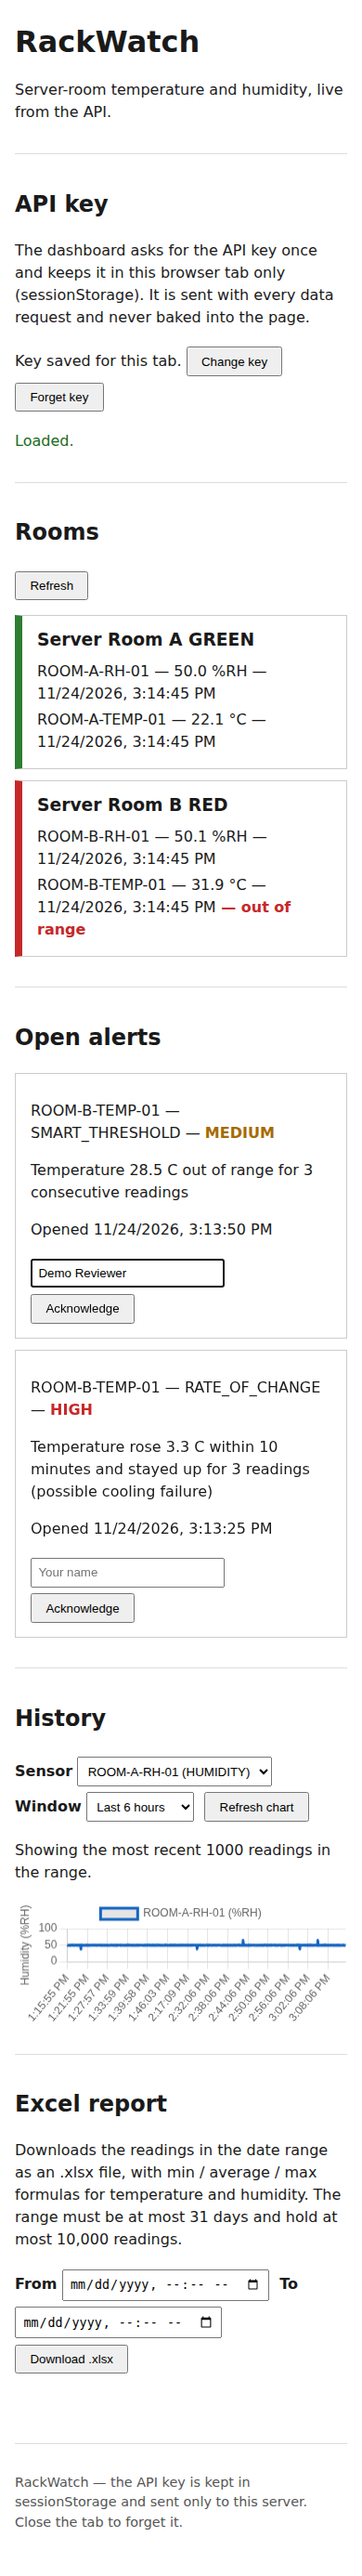 RackWatch
Server-room temperature and humidity, live
from the API.
API key
The dashboard asks for the API key once
and keeps it in this browser tab only
(sessionStorage). It is sent with every data
request and never baked into the page.
Key saved for this tab. Change key
Forget key
Loaded.
Rooms
Refresh
Server Room A GREEN
ROOM-A-RH-01 — 50.0 %RH —
11/24/2026, 3:14:45 PM
ROOM-A-TEMP-01 — 22.1 °C —
11/24/2026, 3:14:45 PM
Server Room B RED
ROOM-B-RH-01 — 50.1 %RH —
11/24/2026, 3:14:45 PM
ROOM-B-TEMP-01 — 31.9 °C —
11/24/2026, 3:14:45 PM — out of
range
Open alerts
ROOM-B-TEMP-01 —
SMART_THRESHOLD — MEDIUM
Temperature 28.5 C out of range for 3
consecutive readings
Opened 11/24/2026, 3:13:50 PM
Demo Reviewer
Acknowledge
ROOM-B-TEMP-01 — RATE_OF_CHANGE
— HIGH
Temperature rose 3.3 C within 10
minutes and stayed up for 3 readings
(possible cooling failure)
Opened 11/24/2026, 3:13:25 PM
Your name
Acknowledge
History
Sensor ROOM-A-RH-01 (HUMIDITY)
Window Last 6 hours Refresh chart
Showing the most recent 1000 readings in
the range.
ROOM-A-RH-01 (%RH)
Humidity (%RH)
100
50
0
1:15:55 PM
1:21:55 PM
1:27:57 PM
1:33:59 PM
1:39:58 PM
1:46:03 PM
2:17:09 PM
2:32:06 PM
2:38:06 PM
2:44:06 PM
2:50:06 PM
2:56:06 PM
3:02:06 PM
3:08:06 PM
Excel report
Downloads the readings in the date range
as an .xlsx file, with min / average / max
formulas for temperature and humidity. The
range must be at most 31 days and hold at
most 10,000 readings.
From mm/dd/yyyy, --:-- -- To
mm/dd/yyyy, --:-- --
Download .xlsx
RackWatch — the API key is kept in
sessionStorage and sent only to this server.
Close the tab to forget it.